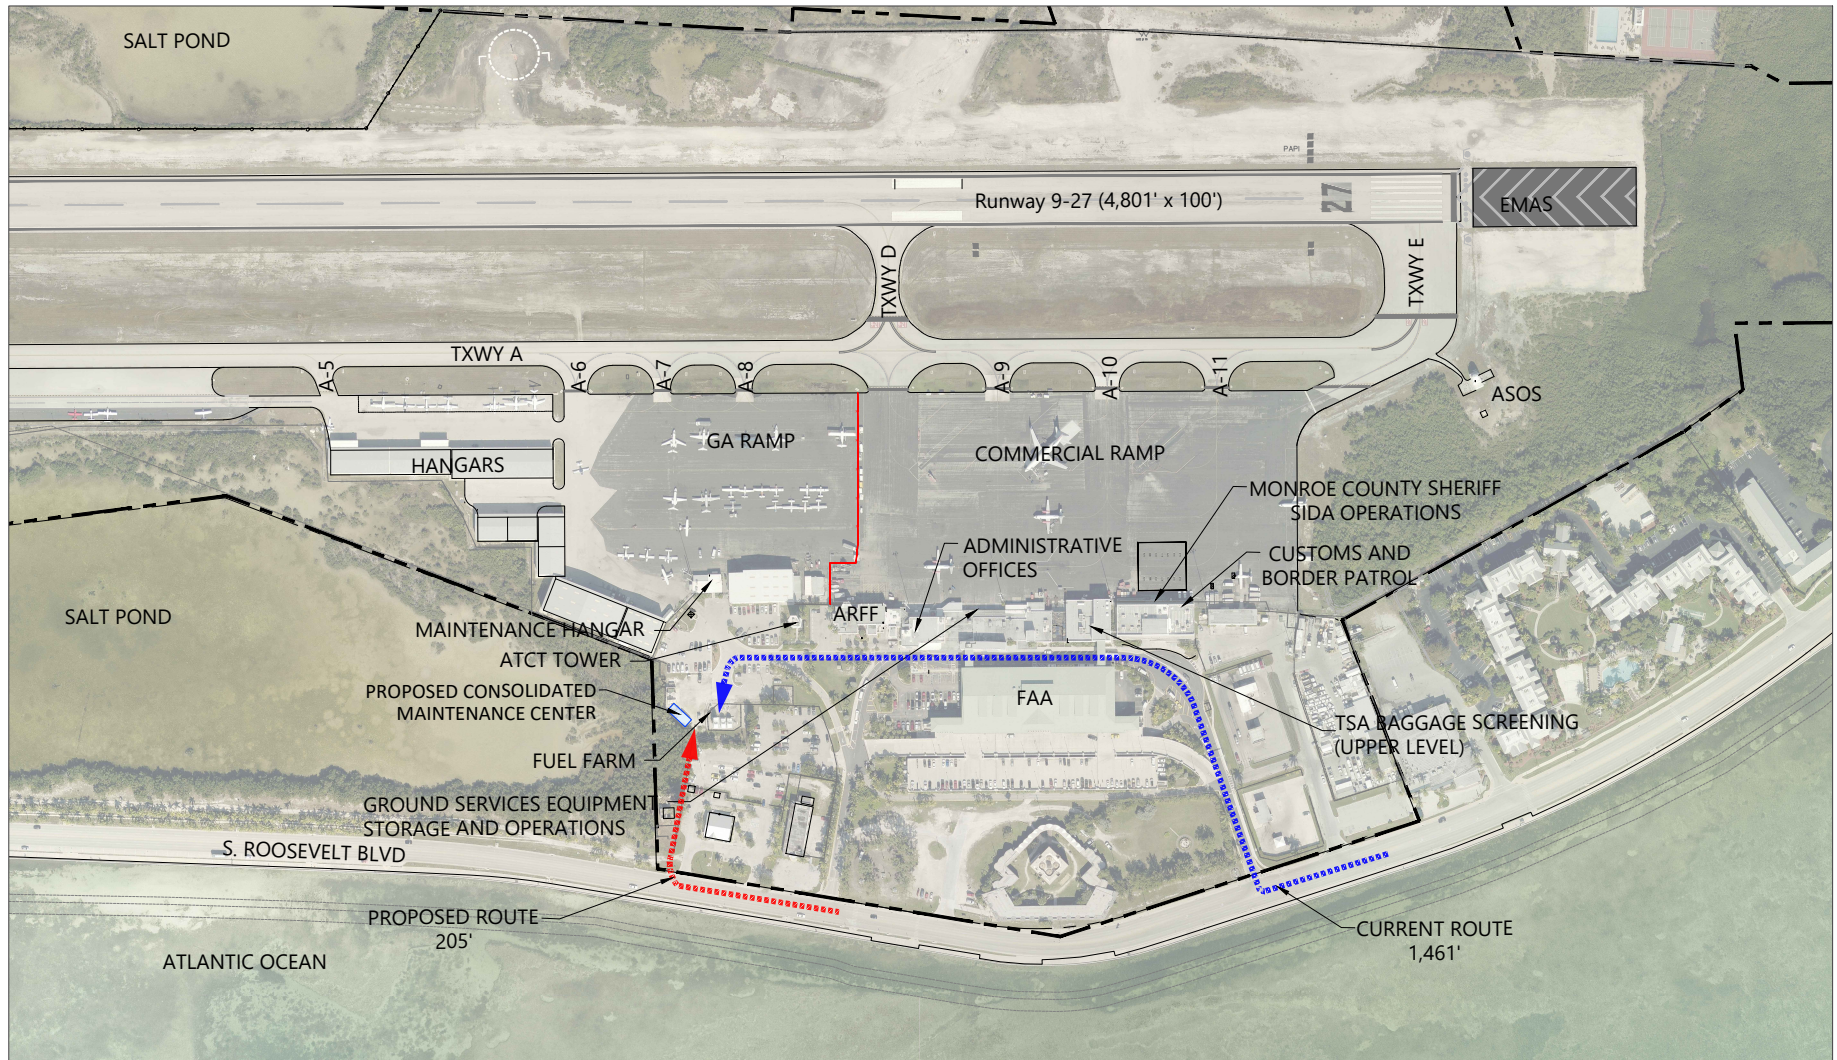 SALT POND
PAPI
Runway 9-27 (4,801' x 100')
27
EMAS
TXWY D
TXWY E
TXWY A
A-5
A-6
A-7
A-8
A-9
A-10
A-11
ASOS
GA RAMP
COMMERCIAL RAMP
HANGARS
MONROE COUNTY SHERIFF
SIDA OPERATIONS
ADMINISTRATIVE
OFFICES
CUSTOMS AND
BORDER PATROL
SALT POND
ARFF
MAINTENANCE HANGAR
ATCT TOWER
PROPOSED CONSOLIDATED
MAINTENANCE CENTER
FAA
TSA BAGGAGE SCREENING
(UPPER LEVEL)
FUEL FARM
GROUND SERVICES EQUIPMENT
STORAGE AND OPERATIONS
S. ROOSEVELT BLVD
PROPOSED ROUTE
205'
CURRENT ROUTE
1,461'
ATLANTIC OCEAN